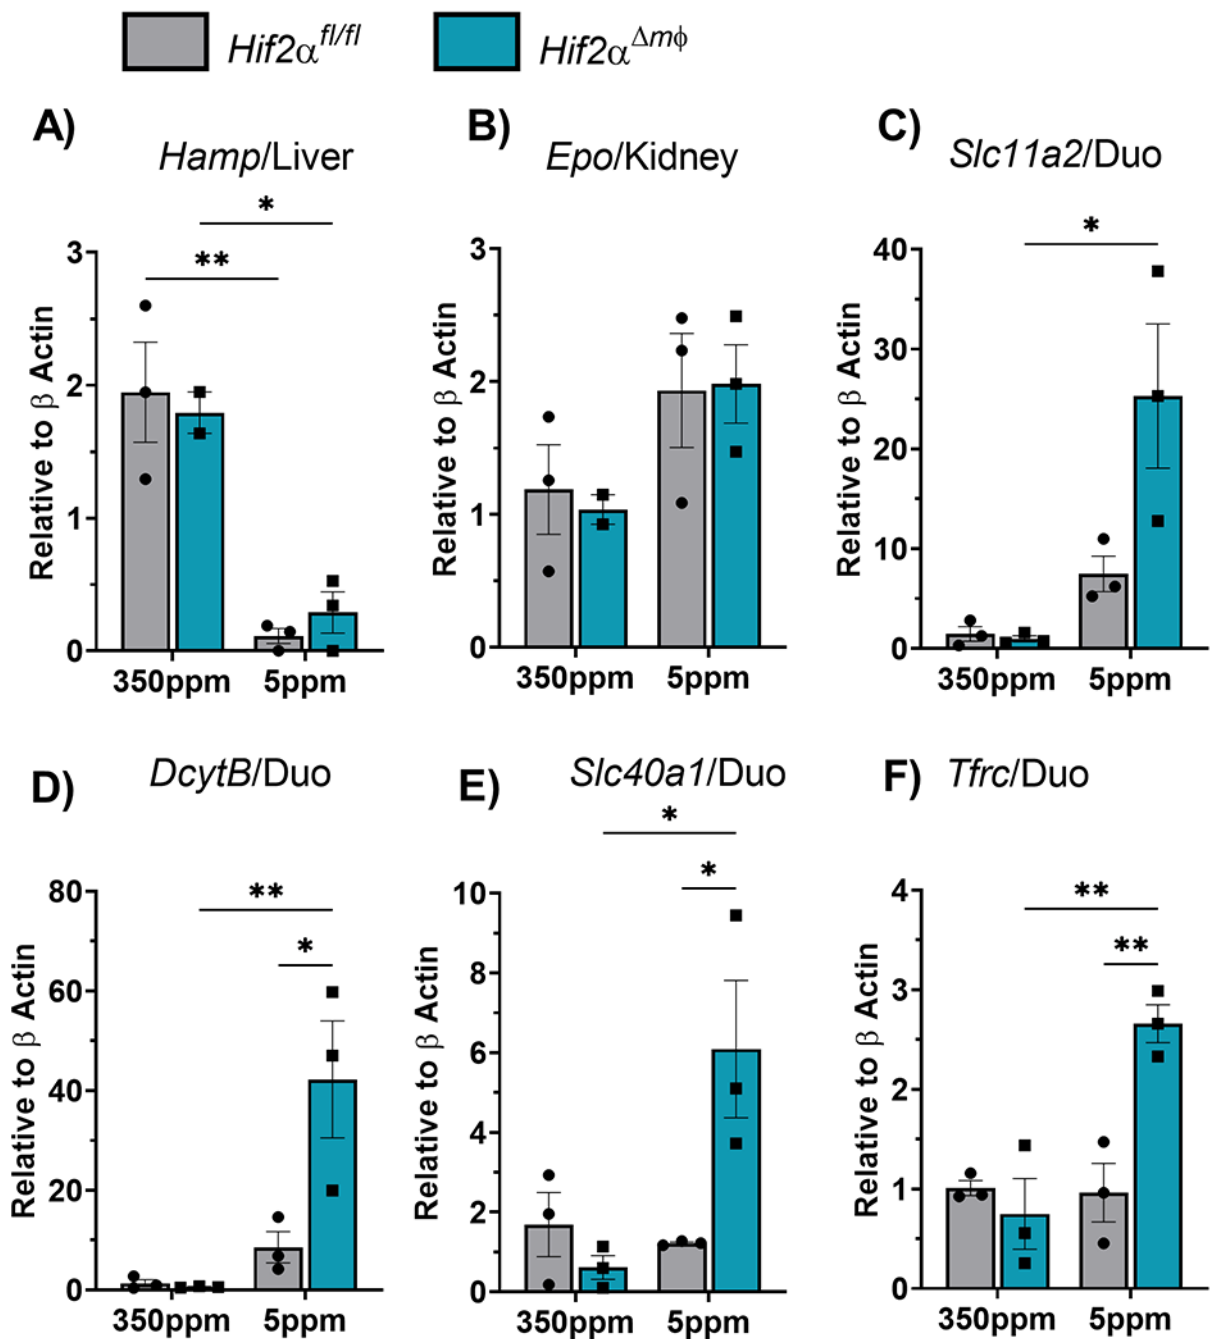 Hif2α^fl/fl Hif2α^Δmϕ
A) Hamp/Liver
* 
**
3
2
1
0
Relative to β Actin
350ppm 5ppm
B) Epo/Kidney
3
2
1
0
Relative to β Actin
350ppm 5ppm
C) Slc11a2/Duo
*
40
30
20
10
0
Relative to β Actin
350ppm 5ppm
D) DcytB/Duo
**
*
80
60
40
20
0
Relative to β Actin
350ppm 5ppm
E) Slc40a1/Duo
*
*
10
8
6
4
2
0
Relative to β Actin
350ppm 5ppm
F) Tfrc/Duo
**
**
4
3
2
1
0
Relative to β Actin
350ppm 5ppm